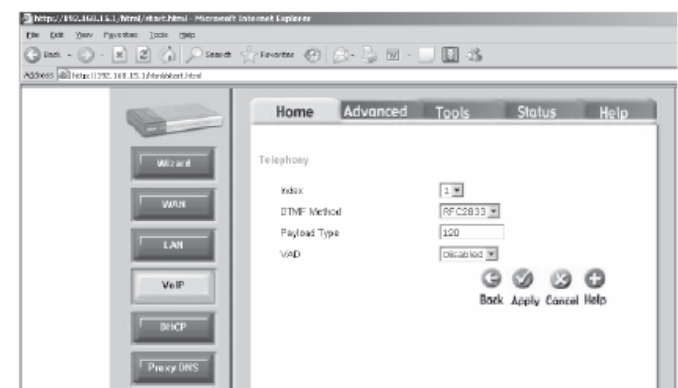 http://192.168.15.1/html/start.html - Microsoft Internet Explorer
File Edit View Favorites Tools Help
Back Search Favorites
Address http://192.168.15.1/html/start.html
Home Advanced Tools Status Help
Wizard
WAN
LAN
VoIP
DHCP
Proxy DNS
Telephony
Index 1
DTMF Method RFC2833
Payload Type 120
VAD Disabled
Back Apply Cancel Help